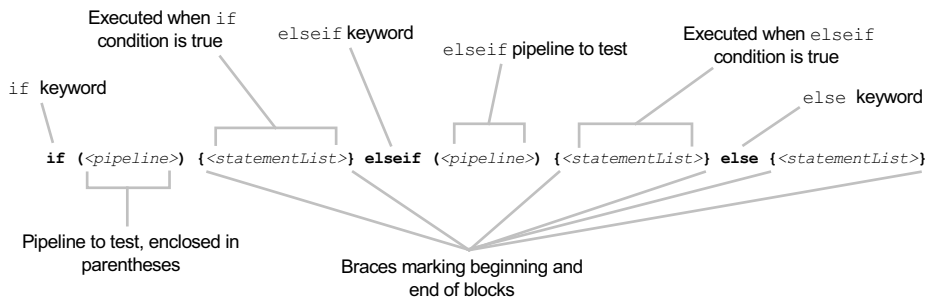 Executed when if
condition is true
elseif keyword
elseif pipeline to test
Executed when elseif
condition is true
if keyword
else keyword
if (<pipeline>) {<statementList>} elseif (<pipeline>) {<statementList>} else {<statementList>}
Pipeline to test, enclosed in
parentheses
Braces marking beginning and
end of blocks